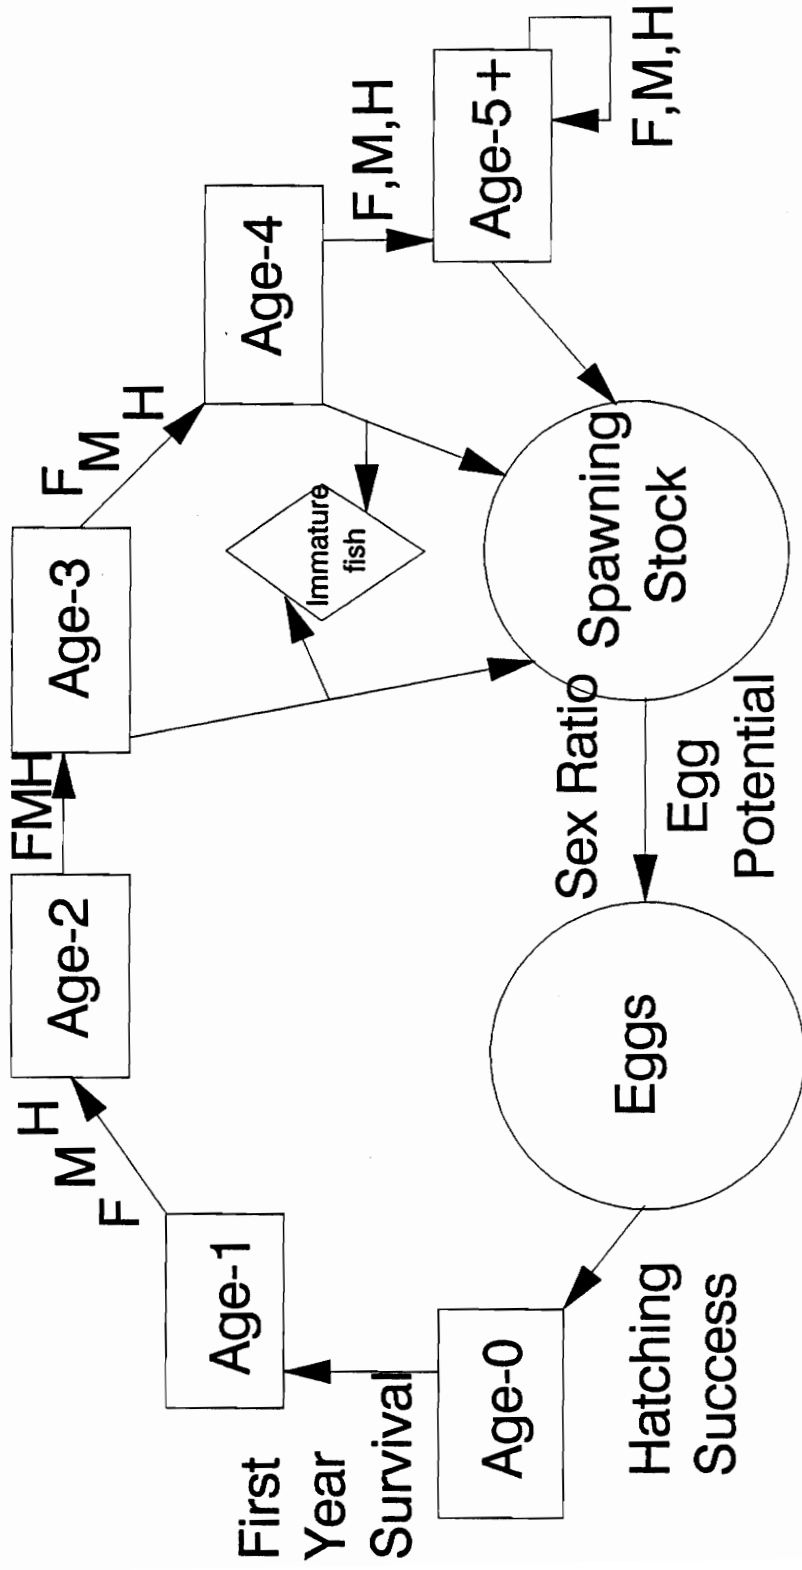 First
Year
Survival
Age-0
Hatching
Success
Age-1
F
M
H
Age-2
FMH
Age-3
F
M
H
Age-4
F,M,H
Age-5+
F,M,H
Immature
fish
Spawning
Stock
Sex Ratio
Egg
Potential
Eggs